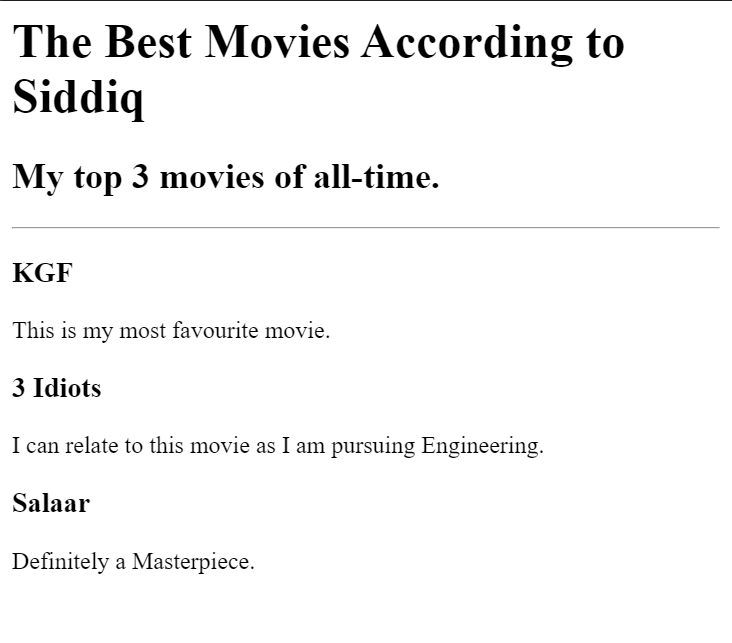 The Best Movies According to
Siddiq
My top 3 movies of all-time.
KGF
This is my most favourite movie.
3 Idiots
I can relate to this movie as I am pursuing Engineering.
Salaar
Definitely a Masterpiece.